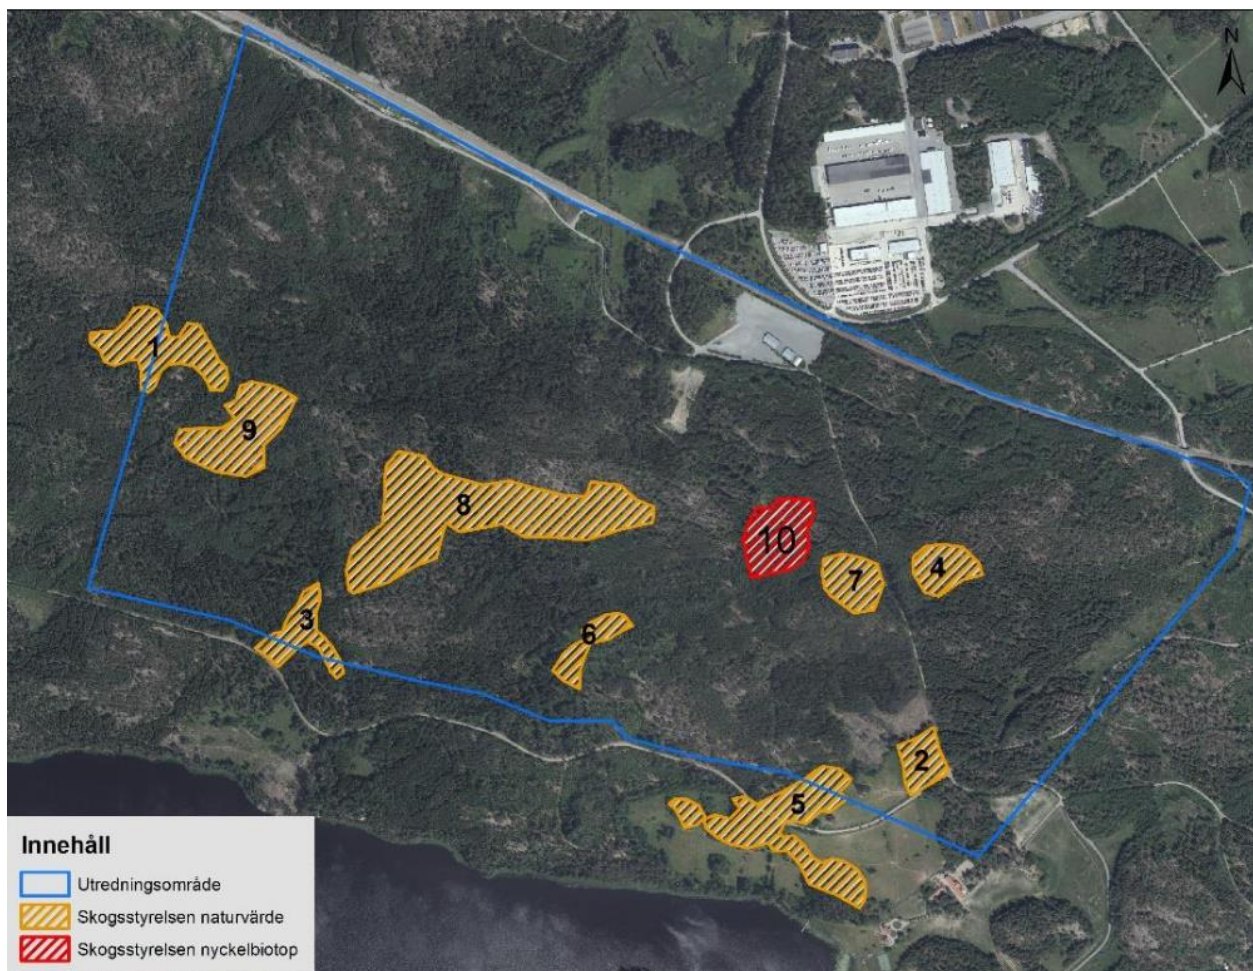 N
1
9
8
10
7
4
3
6
2
5
Innehåll
Utredningsområde
Skogsstyrelsen naturvärde
Skogsstyrelsen nyckelbiotop